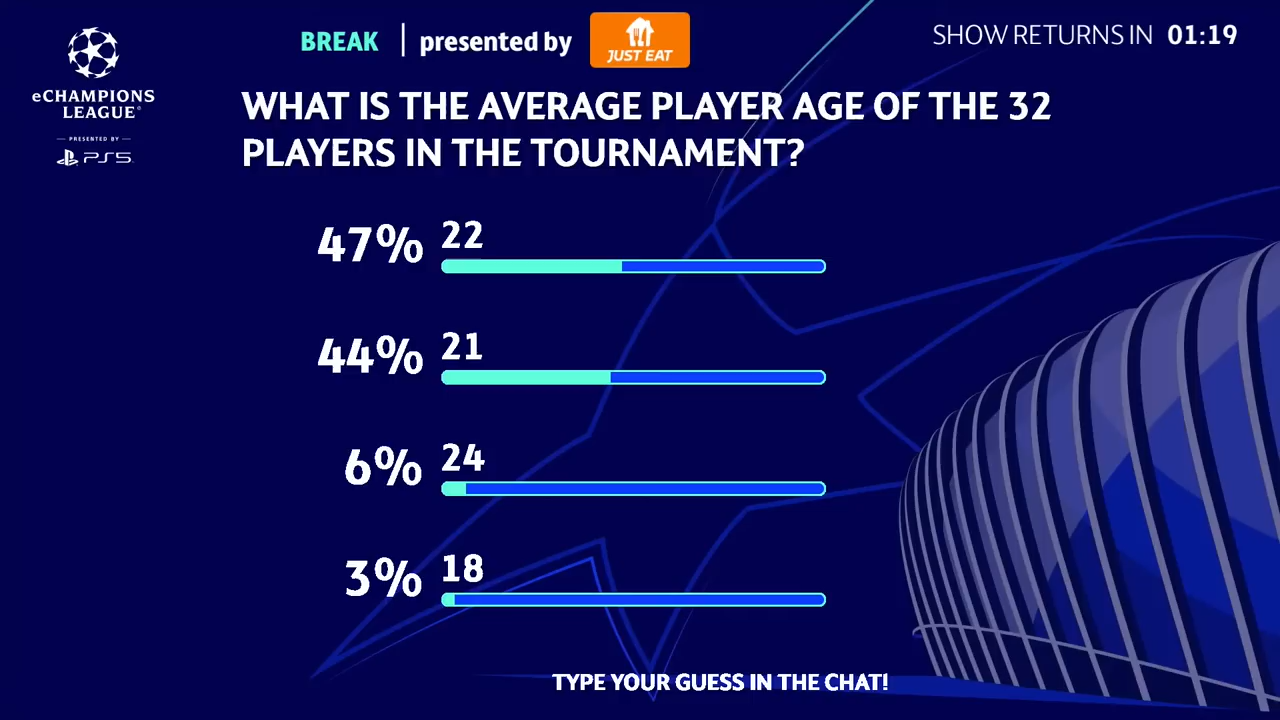 BREAK | presented by JUST EAT
SHOW RETURNS IN 01:19
eCHAMPIONS
LEAGUE®
PRESENTED BY
PS5
WHAT IS THE AVERAGE PLAYER AGE OF THE 32
PLAYERS IN THE TOURNAMENT?
47% 22
44% 21
6% 24
3% 18
TYPE YOUR GUESS IN THE CHAT!